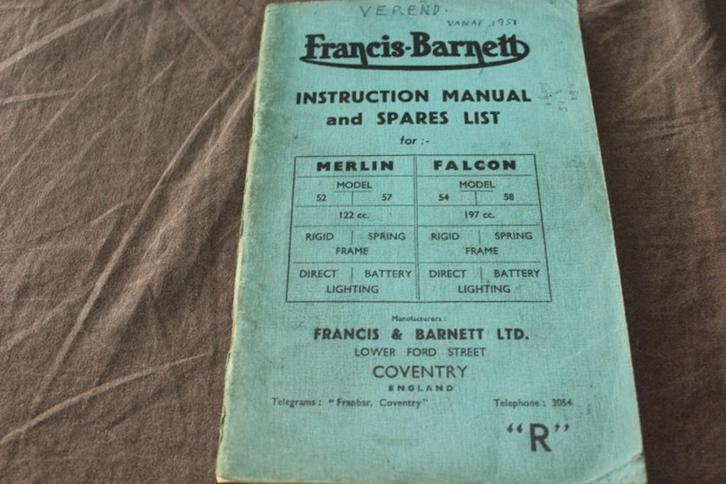 VEREND.
VANAF 1951
Francis-Barnett
INSTRUCTION MANUAL
and SPARES LIST
for :-
MERLIN FALCON
MODEL MODEL
52 57 54 58
122 cc. 197 cc.
RIGID SPRING RIGID SPRING
FRAME FRAME
DIRECT BATTERY DIRECT BATTERY
LIGHTING LIGHTING
Manufacturers :
FRANCIS & BARNETT LTD.
LOWER FORD STREET
COVENTRY
ENGLAND
Telegrams : "Franbar, Coventry" Telephone : 3054
"R"